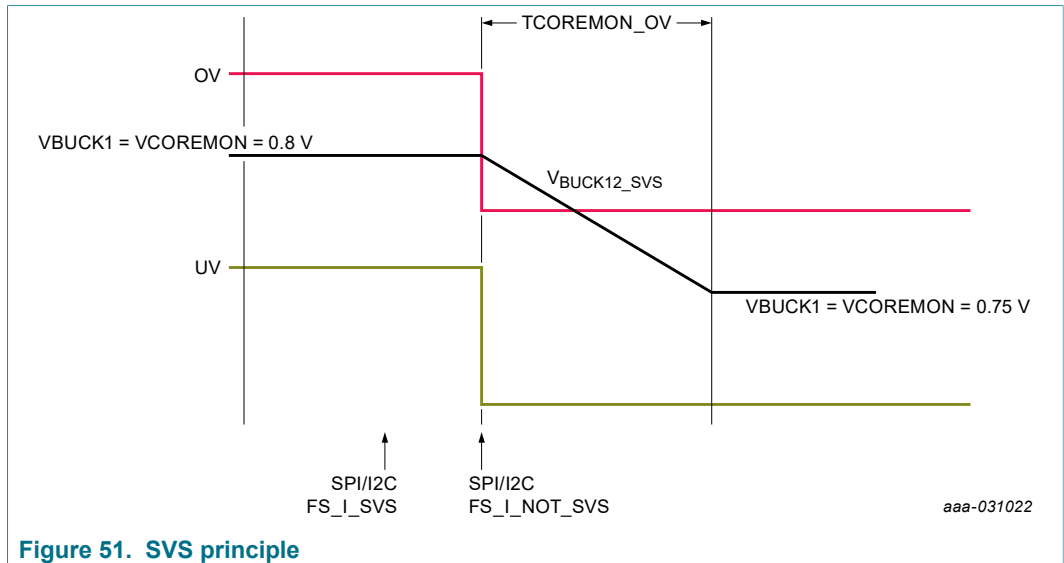 TCOREMON_OV
OV
VBUCK1 = VCOREMON = 0.8 V
VBUCK12_SVS
UV
VBUCK1 = VCOREMON = 0.75 V
SPI/I2C
FS_I_SVS
SPI/I2C
FS_I_NOT_SVS
aaa-031022
Figure 51. SVS principle